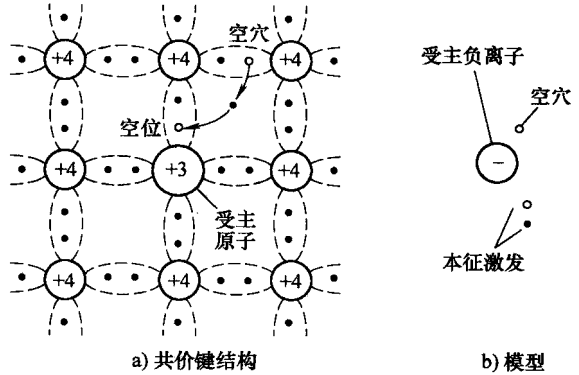 空穴
+4 +4 +4
空位
+4 +3 +4
受主
原子
+4 +4 +4
a) 共价键结构
受主负离子
空穴
−
本征激发
b) 模型